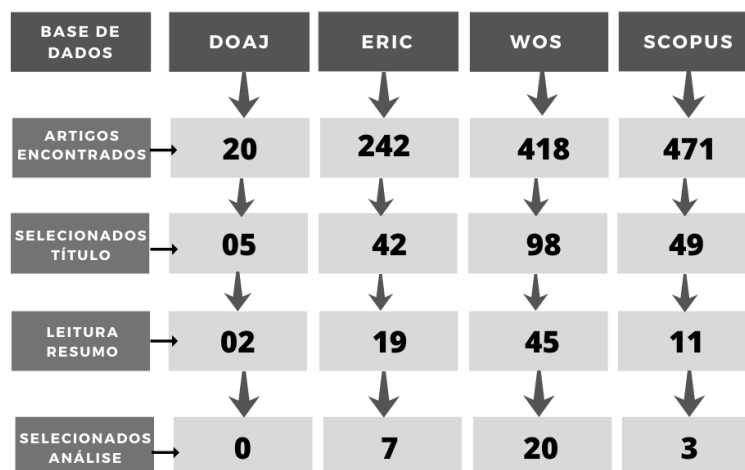 BASE DE
DADOS
DOAJ
ERIC
WOS
SCOPUS
ARTIGOS
ENCONTRADOS
20
242
418
471
SELECIONADOS
TÍTULO
05
42
98
49
LEITURA
RESUMO
02
19
45
11
SELECIONADOS
ANÁLISE
0
7
20
3